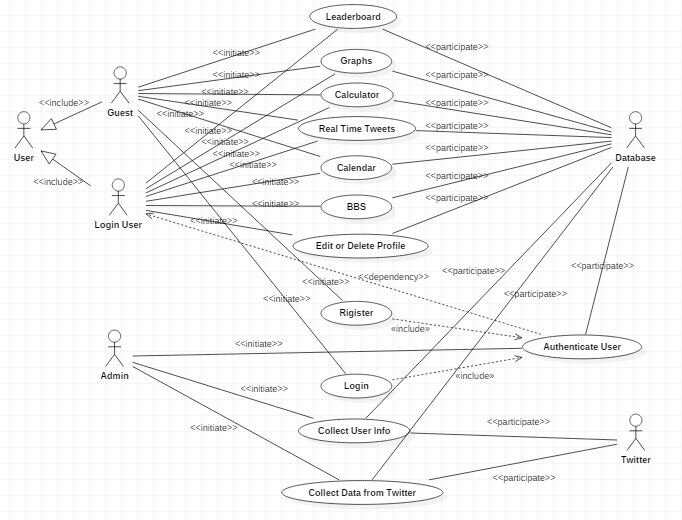 Leaderboard
<<initiate>>
<<participate>>
Graphs
<<initiate>>
<<participate>>
Calculator
<<initiate>>
<<include>>
<<initiate>>
<<participate>>
Guest
<<initiate>>
Real Time Tweets
<<participate>>
<<initiate>>
<<initiate>>
<<participate>>
<<initiate>>
User
Database
<<initiate>>
Calendar
<<include>>
<<initiate>>
<<participate>>
<<participate>>
<<initiate>>
BBS
Login User
<<initiate>>
Edit or Delete Profile
<<participate>>
<<participate>>
<<dependency>>
<<initiate>>
<<participate>>
<<initiate>>
Rigister
«include»
<<initiate>>
Authenticate User
Admin
«include»
Login
<<initiate>>
<<participate>>
<<initiate>>
Collect User Info
Twitter
<<participate>>
Collect Data from Twitter